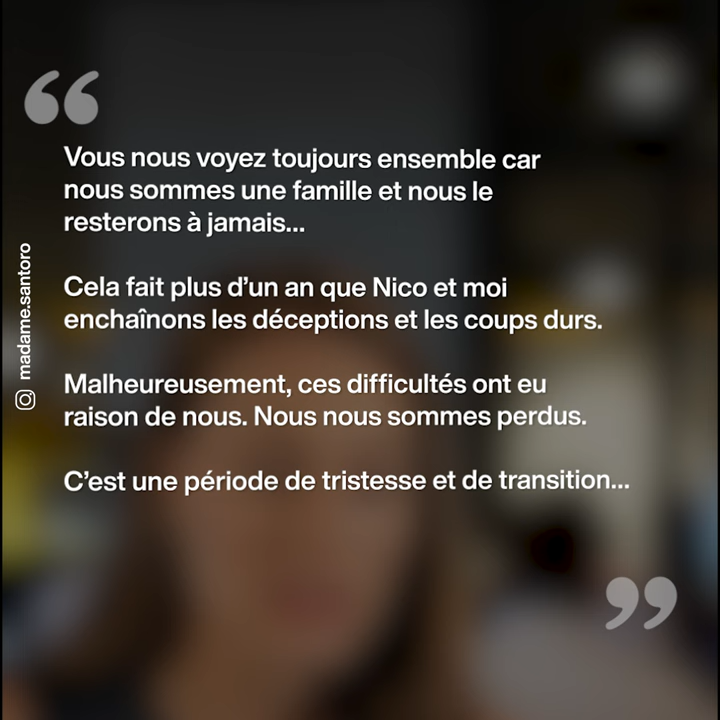 “
Vous nous voyez toujours ensemble car
nous sommes une famille et nous le
resterons à jamais...
Cela fait plus d’un an que Nico et moi
enchaînons les déceptions et les coups durs.
Malheureusement, ces difficultés ont eu
raison de nous. Nous nous sommes perdus.
C’est une période de tristesse et de transition...
”
madame.santoro